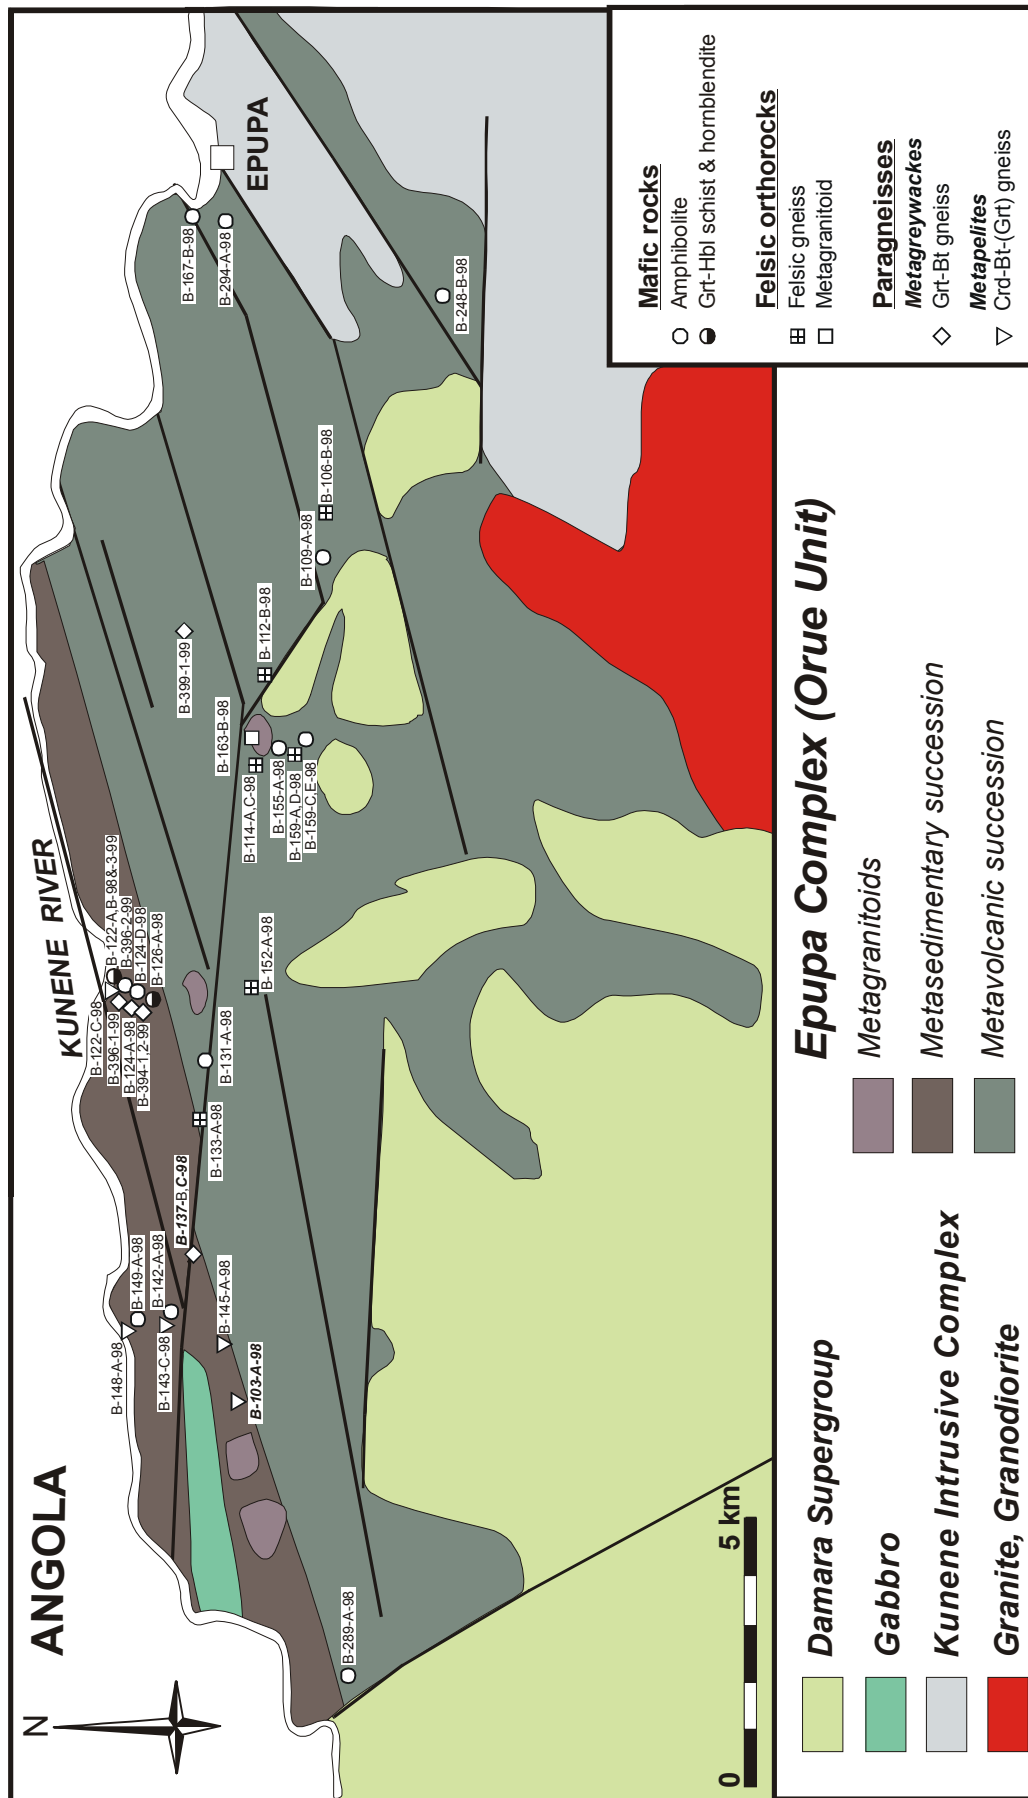 ANGOLA
N
KUNENE RIVER
EPUPA
B-167-B-98
B-294-A-98
B-248-B-98
B-106-B-98
B-109-A-98
B-112-B-98
B-399-1-99
B-163-B-98
B-114-A,C-98
B-155-A-98
B-159-A,D-98
B-159-C,E-98
B-152-A-98
B-122-A,B-98&-3-99
B-396-2-99
B-124-D-98
B-126-A-98
B-122-C-98
B-396-1-99
B-124-A-98
B-394-1,2-99
B-131-A-98
B-133-A-98
B-137-B,C-98
B-149-A-98
B-142-A-98
B-148-A-98
B-143-C-98
B-145-A-98
B-103-A-98
B-289-A-98
0
5 km
Mafic rocks
Amphibolite
Grt-Hbl schist & hornblendite
Felsic orthorocks
Felsic gneiss
Metagranitoid
Paragneisses
Metagreywackes
Grt-Bt gneiss
Metapelites
Crd-Bt-(Grt) gneiss
Damara Supergroup
Gabbro
Kunene Intrusive Complex
Granite, Granodiorite
Epupa Complex (Orue Unit)
Metagranitoids
Metasedimentary succession
Metavolcanic succession